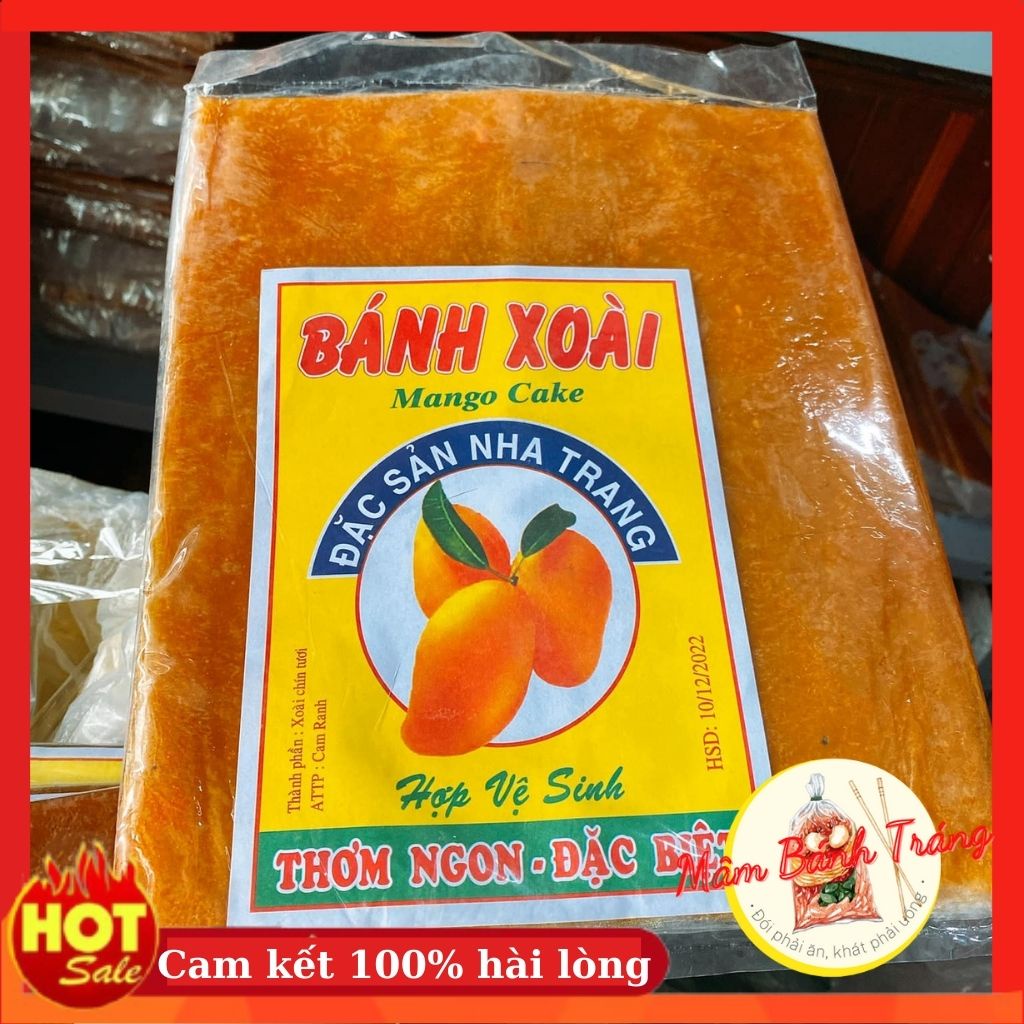 BÁNH XOÀI
Mango Cake
ĐẶC SẢN NHA TRANG
Thành phần : Xoài chín tươi
ATTP : Cam Ranh
HSD: 10/12/2022
Hợp Vệ Sinh
THƠM NGON - ĐẶC BIỆT
Mâm Bánh Tráng
· Đói phải ăn, khát phải uống ·
HOT
Sale
Cam kết 100% hài lòng